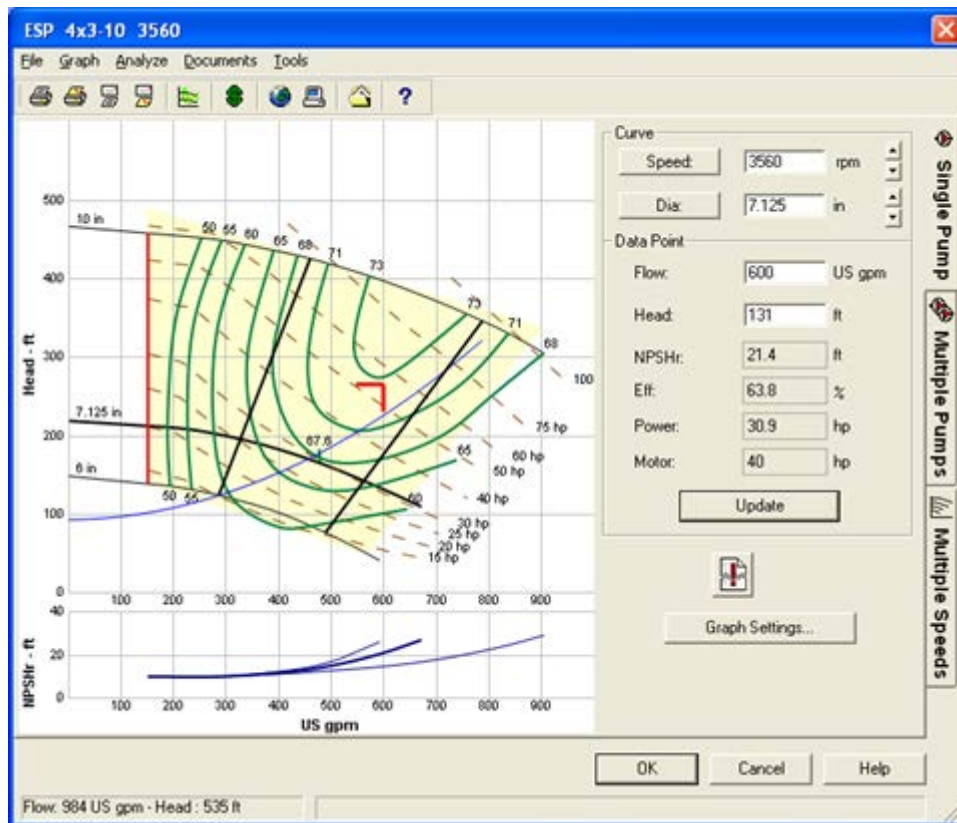 ESP 4x3-10 3560
File Graph Analyze Documents Tools
?
500
400
300
200
100
0
Head - ft
10 in
7.125 in
6 in
50 55 60 65 68 71 73
73
71
68
100
75 hp
60 hp
50 hp
40 hp
30 hp
25 hp
20 hp
15 hp
67.6
65
60
50 55
100 200 300 400 500 600 700 800 900
40
20
0
NPSHr - ft
100 200 300 400 500 600 700 800 900
US gpm
Curve
Speed: 3560 rpm
Dia: 7.125 in
Data Point
Flow: 600 US gpm
Head: 131 ft
NPSHr: 21.4 ft
Eff: 63.8 %
Power: 30.9 hp
Motor: 40 hp
Update
Graph Settings...
Single Pump
Multiple Pumps
Multiple Speeds
OK Cancel Help
Flow: 984 US gpm - Head : 535 ft